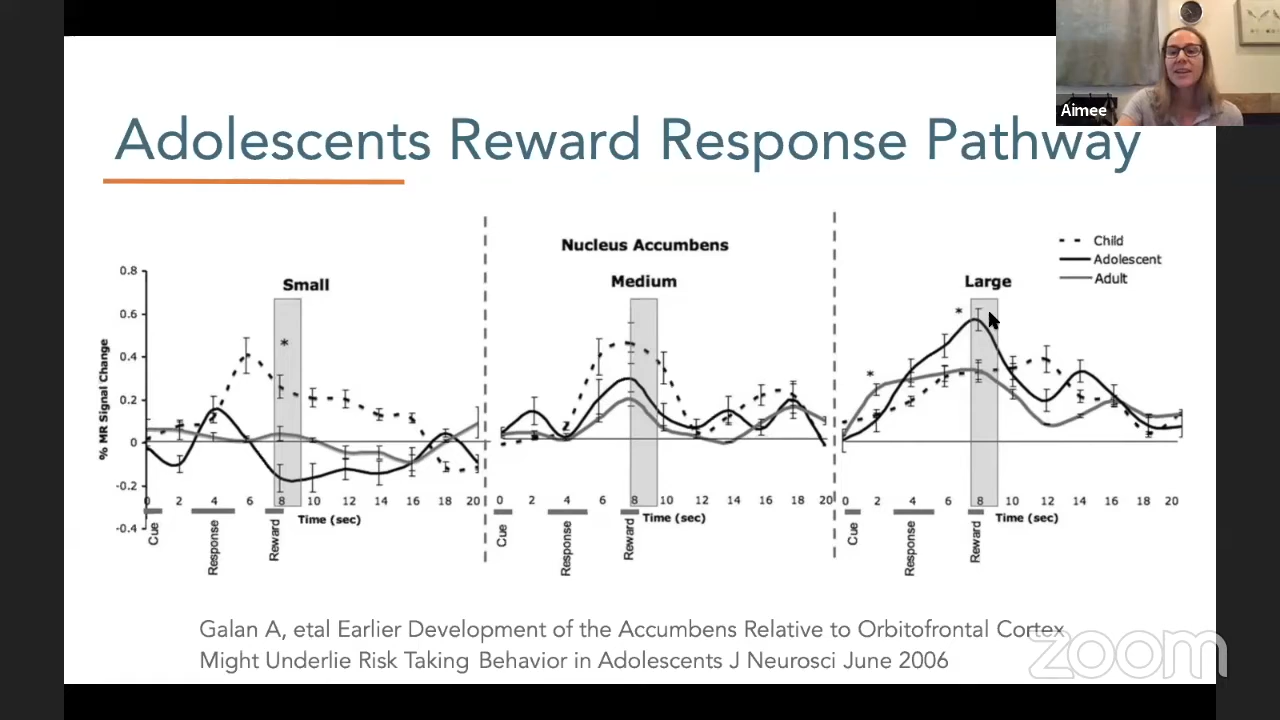 Aimee
Adolescents Reward Response Pathway
Nucleus Accumbens
Child
Adolescent
Adult
Small
Medium
Large
% MR Signal Change
0.8
0.6
0.4
0.2
0
-0.2
-0.4
*
*
*
0 2 4 6 8 10 12 14 16 18 20
0 2 4 6 8 10 12 14 16 18 20
0 2 4 6 8 10 12 14 16 18 20
Time (sec)
Time (sec)
Time (sec)
Cue
Response
Reward
Cue
Response
Reward
Cue
Response
Reward
Galan A, etal Earlier Development of the Accumbens Relative to Orbitofrontal Cortex
Might Underlie Risk Taking Behavior in Adolescents J Neurosci June 2006
zoom